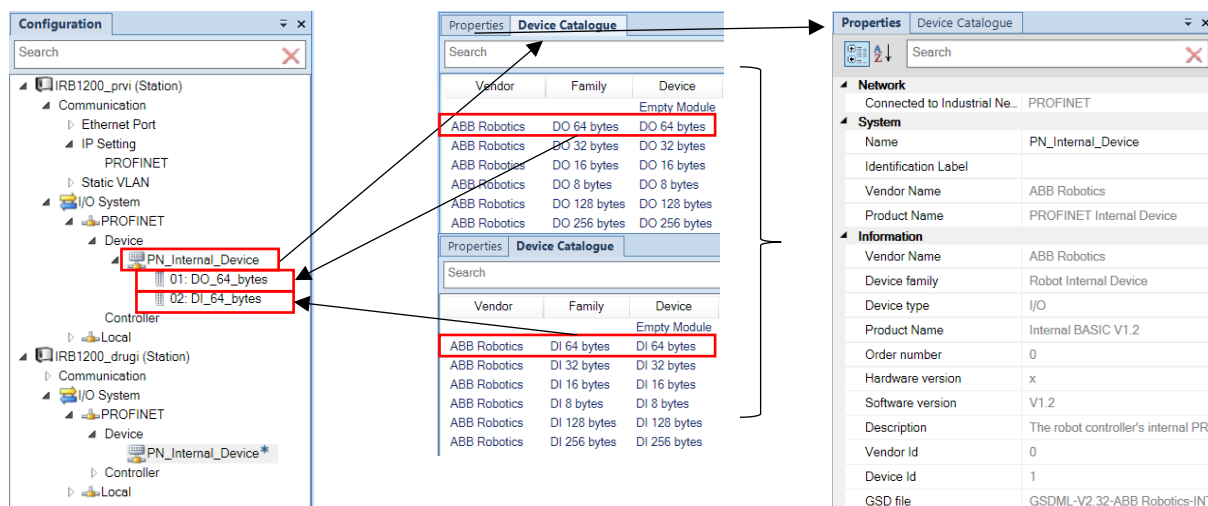 Configuration
Search
IRB1200_prvi (Station)
Communication
Ethernet Port
IP Setting
PROFINET
Static VLAN
I/O System
PROFINET
Device
PN_Internal_Device
01: DO_64_bytes
02: DI_64_bytes
Controller
Local
IRB1200_drugi (Station)
Communication
I/O System
PROFINET
Device
PN_Internal_Device*
Controller
Local
Properties Device Catalogue
Search
Vendor Family Device
Empty Module
ABB Robotics DO 64 bytes DO 64 bytes
ABB Robotics DO 32 bytes DO 32 bytes
ABB Robotics DO 16 bytes DO 16 bytes
ABB Robotics DO 8 bytes DO 8 bytes
ABB Robotics DO 128 bytes DO 128 bytes
ABB Robotics DO 256 bytes DO 256 bytes
Properties Device Catalogue
Search
Vendor Family Device
Empty Module
ABB Robotics DI 64 bytes DI 64 bytes
ABB Robotics DI 32 bytes DI 32 bytes
ABB Robotics DI 16 bytes DI 16 bytes
ABB Robotics DI 8 bytes DI 8 bytes
ABB Robotics DI 128 bytes DI 128 bytes
ABB Robotics DI 256 bytes DI 256 bytes
Properties Device Catalogue
Search
Network
Connected to Industrial Ne... PROFINET
System
Name PN_Internal_Device
Identification Label
Vendor Name ABB Robotics
Product Name PROFINET Internal Device
Information
Vendor Name ABB Robotics
Device family Robot Internal Device
Device type I/O
Product Name Internal BASIC V1.2
Order number 0
Hardware version x
Software version V1.2
Description The robot controller's internal PR
Vendor Id 0
Device Id 1
GSD file GSDML-V2.32-ABB Robotics-INT